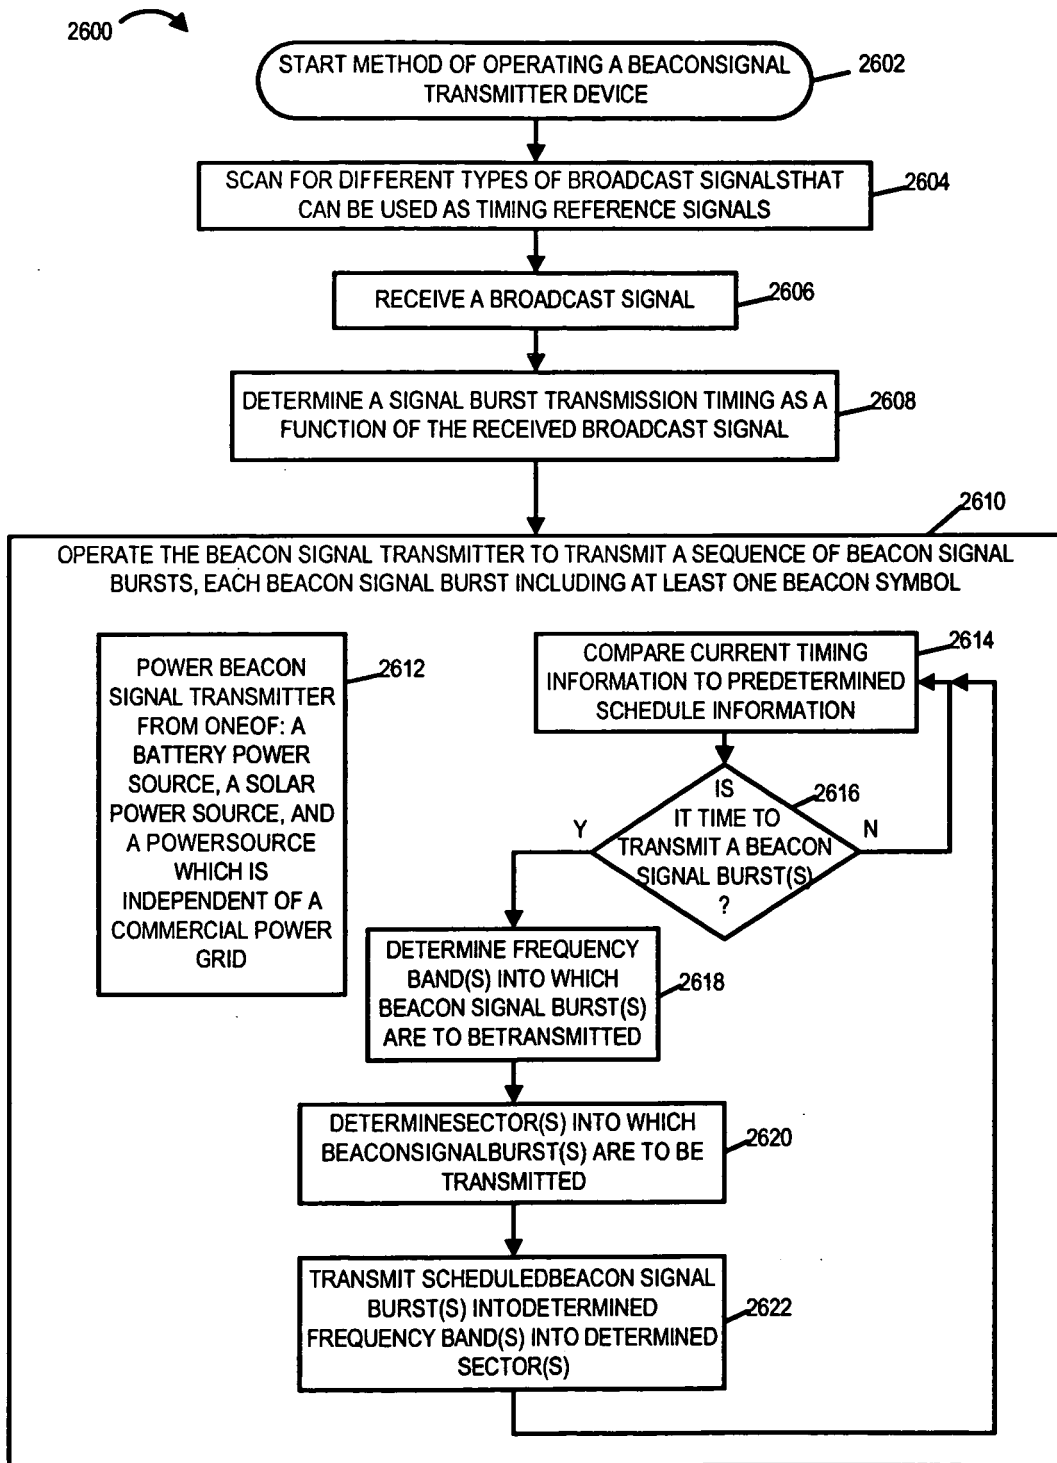 2600
START METHOD OF OPERATING A BEACONSIGNAL
TRANSMITTER DEVICE
2602
SCAN FOR DIFFERENT TYPES OF BROADCAST SIGNALSTHAT
CAN BE USED AS TIMING REFERENCE SIGNALS
2604
RECEIVE A BROADCAST SIGNAL
2606
DETERMINE A SIGNAL BURST TRANSMISSION TIMING AS A
FUNCTION OF THE RECEIVED BROADCAST SIGNAL
2608
2610
OPERATE THE BEACON SIGNAL TRANSMITTER TO TRANSMIT A SEQUENCE OF BEACON SIGNAL
BURSTS, EACH BEACON SIGNAL BURST INCLUDING AT LEAST ONE BEACON SYMBOL
POWER BEACON
SIGNAL TRANSMITTER
FROM ONEOF: A
BATTERY POWER
SOURCE, A SOLAR
POWER SOURCE, AND
A POWERSOURCE
WHICH IS
INDEPENDENT OF A
COMMERCIAL POWER
GRID
2612
COMPARE CURRENT TIMING
INFORMATION TO PREDETERMINED
SCHEDULE INFORMATION
2614
IS
IT TIME TO
TRANSMIT A BEACON
SIGNAL BURST(S)
?
2616
Y
N
DETERMINE FREQUENCY
BAND(S) INTO WHICH
BEACON SIGNAL BURST(S)
ARE TO BETRANSMITTED
2618
DETERMINESECTOR(S) INTO WHICH
BEACONSIGNALBURST(S) ARE TO BE
TRANSMITTED
2620
TRANSMIT SCHEDULEDBEACON SIGNAL
BURST(S) INTODETERMINED
FREQUENCY BAND(S) INTO DETERMINED
SECTOR(S)
2622